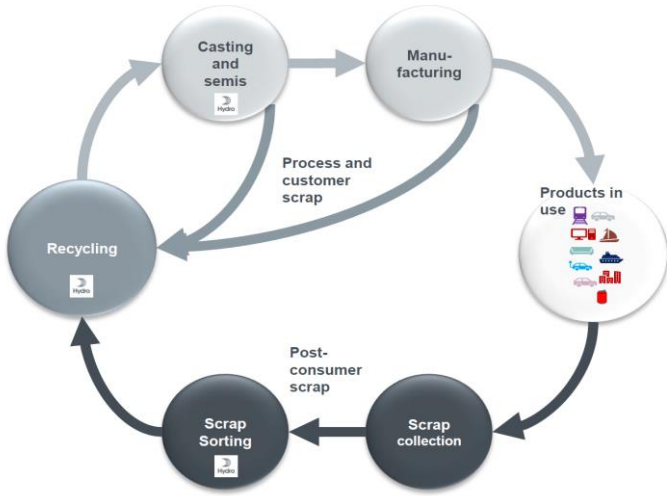 Casting
and
semis
Hydro
Manu-
facturing
Process and
customer
scrap
Products in
use
Recycling
Hydro
Post-
consumer
scrap
Scrap
Sorting
Hydro
Scrap
collection